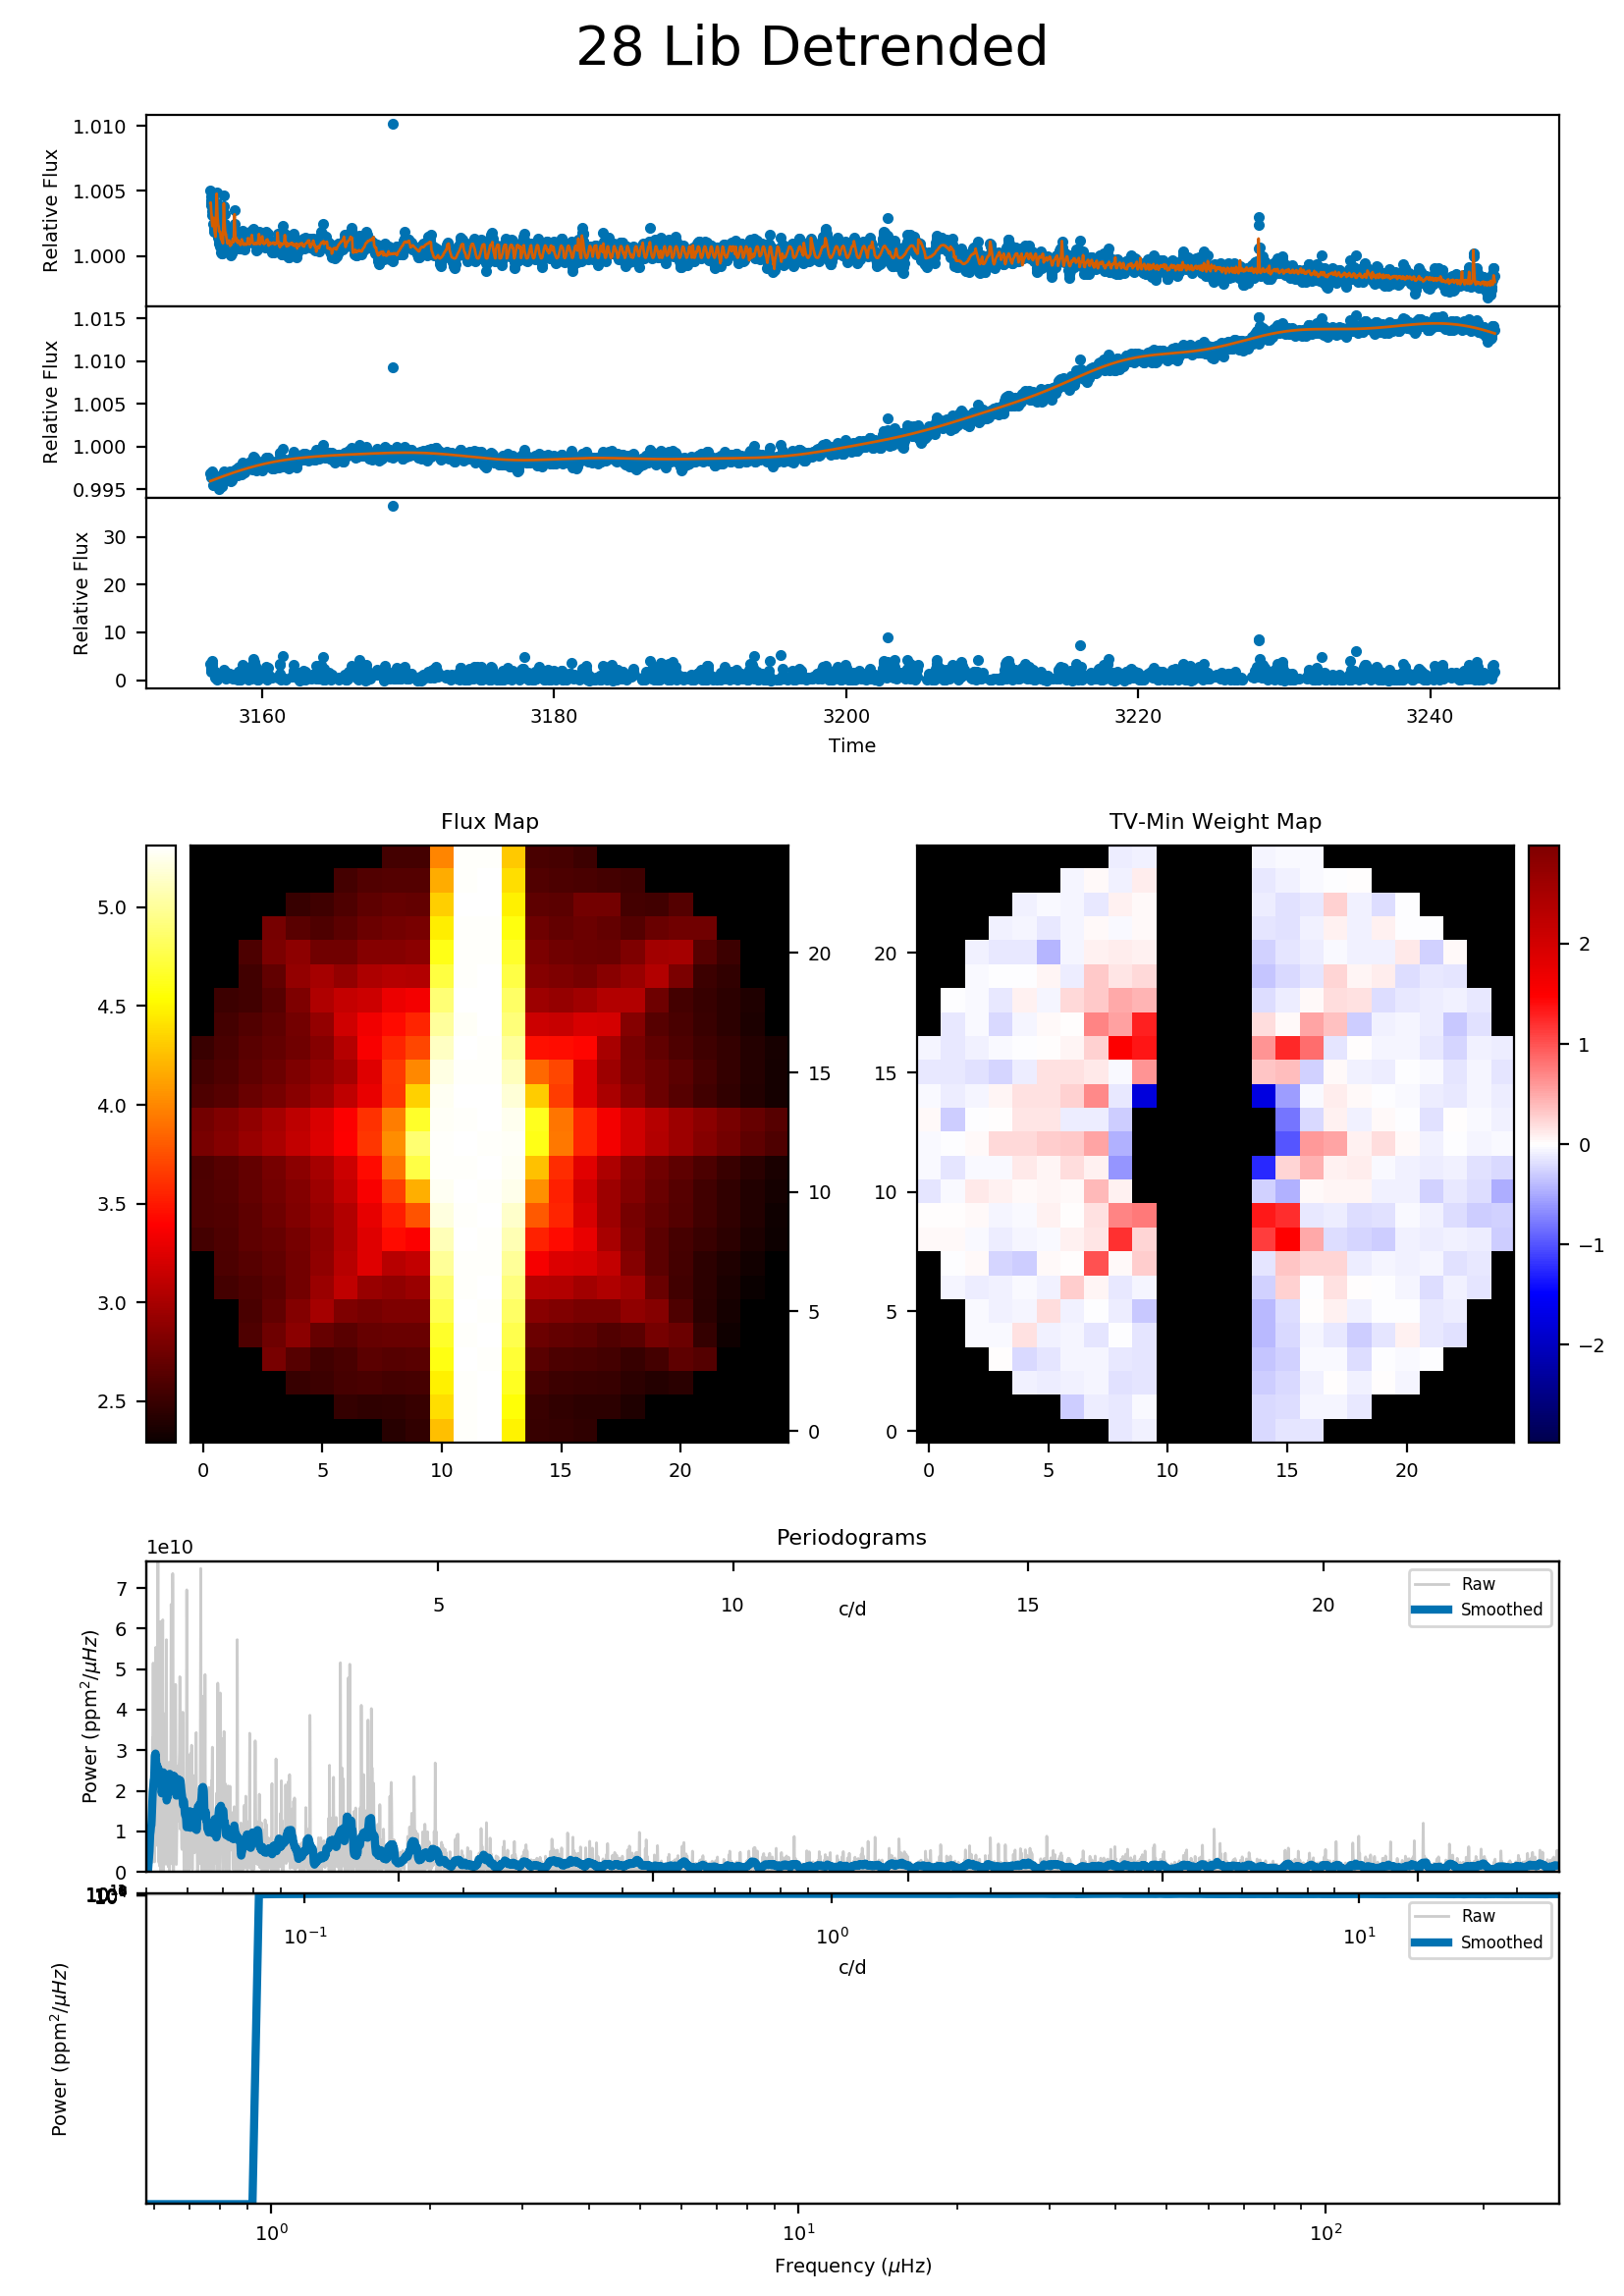 28 Lib Detrended
1.010
1.005
1.000
Relative Flux
1.015
1.010
1.005
1.000
0.995
Relative Flux
30
20
10
0
Relative Flux
3160 3180 3200 3220 3240
Time
Flux Map
TV-Min Weight Map
5.0
4.5
4.0
3.5
3.0
2.5
20
15
10
5
0
0 5 10 15 20
20
15
10
5
0
0 5 10 15 20
2
1
0
−1
−2
Periodograms
1e10
7
6
5
4
3
2
1
0
Power (ppm²/μHz)
5 10 15 20
c/d
Raw
Smoothed
10⁻¹ 10⁰ 10¹
c/d
Raw
Smoothed
Power (ppm²/μHz)
10⁰ 10¹ 10²
Frequency (μHz)